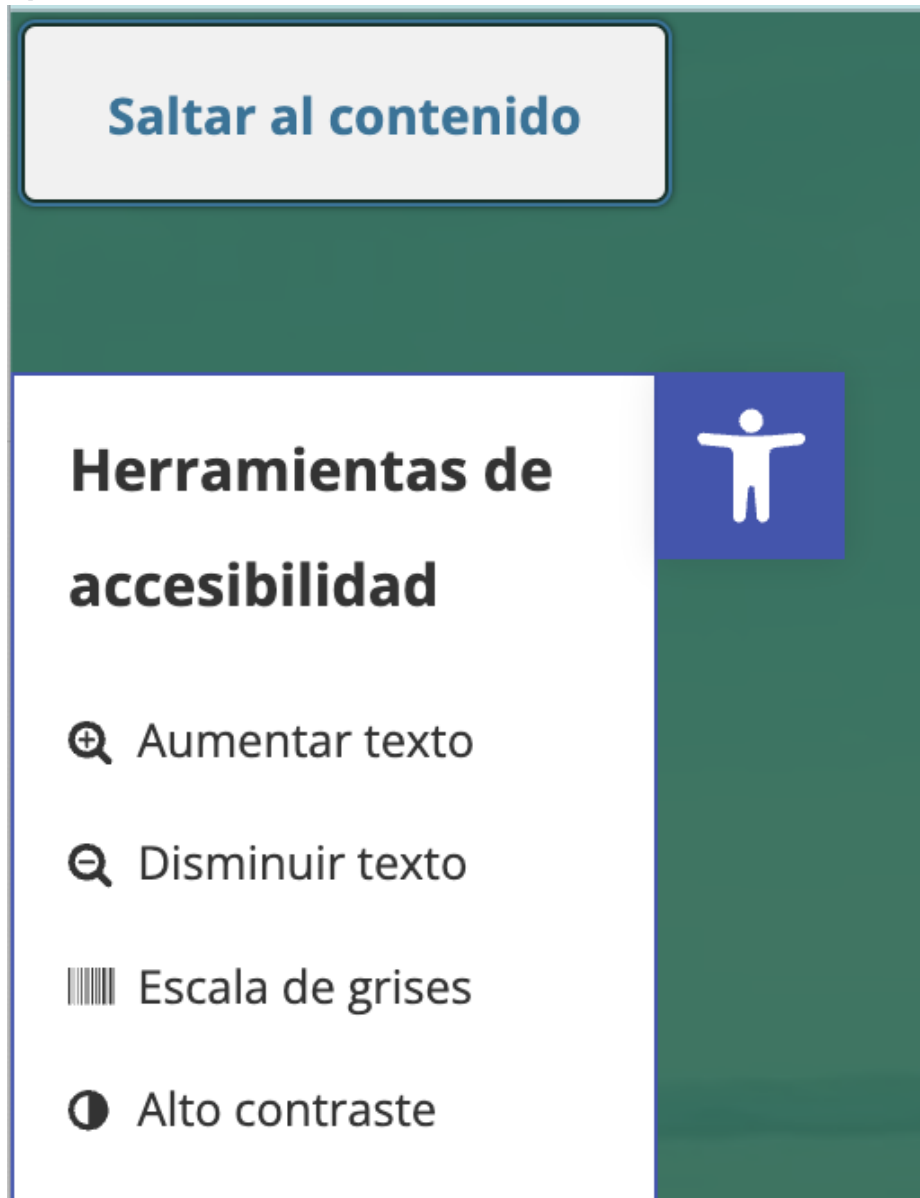 Saltar al contenido
Herramientas de
accesibilidad
Aumentar texto
Disminuir texto
Escala de grises
Alto contraste